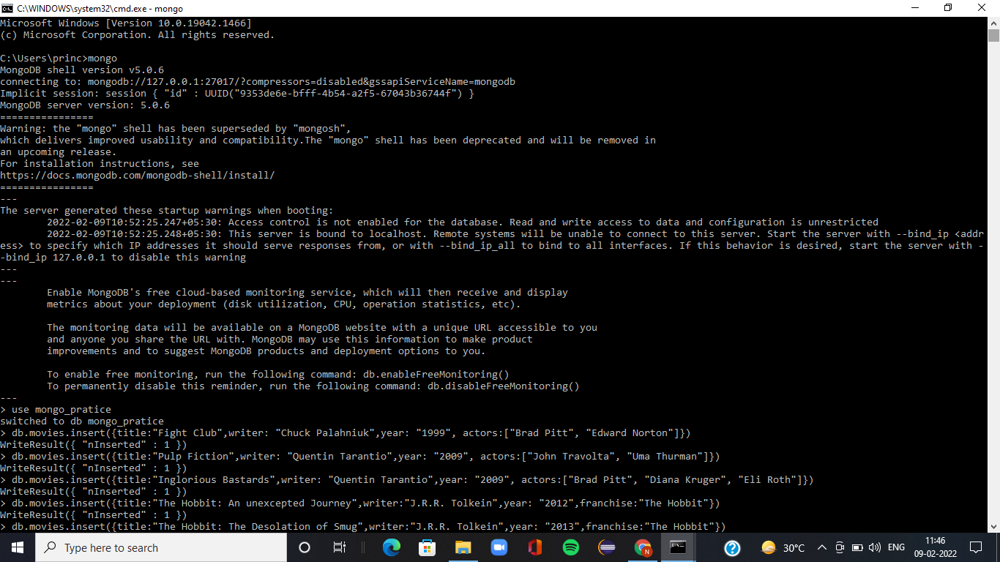 C:\WINDOWS\system32\cmd.exe - mongo
Microsoft Windows [Version 10.0.19042.1466]
(c) Microsoft Corporation. All rights reserved.
C:\Users\princ>mongo
MongoDB shell version v5.0.6
connecting to: mongodb://127.0.0.1:27017/?compressors=disabled&gssapiServiceName=mongodb
Implicit session: session { "id" : UUID("9353de6e-bfff-4b54-a2f5-67043b36744f") }
MongoDB server version: 5.0.6
================
Warning: the "mongo" shell has been superseded by "mongosh",
which delivers improved usability and compatibility.The "mongo" shell has been deprecated and will be removed in
an upcoming release.
For installation instructions, see
https://docs.mongodb.com/mongodb-shell/install/
================
---
The server generated these startup warnings when booting:
2022-02-09T10:52:25.247+05:30: Access control is not enabled for the database. Read and write access to data and configuration is unrestricted
2022-02-09T10:52:25.248+05:30: This server is bound to localhost. Remote systems will be unable to connect to this server. Start the server with --bind_ip <addr
ess> to specify which IP addresses it should serve responses from, or with --bind_ip_all to bind to all interfaces. If this behavior is desired, start the server with -
-bind_ip 127.0.0.1 to disable this warning
---
---
Enable MongoDB's free cloud-based monitoring service, which will then receive and display
metrics about your deployment (disk utilization, CPU, operation statistics, etc).
The monitoring data will be available on a MongoDB website with a unique URL accessible to you
and anyone you share the URL with. MongoDB may use this information to make product
improvements and to suggest MongoDB products and deployment options to you.
To enable free monitoring, run the following command: db.enableFreeMonitoring()
To permanently disable this reminder, run the following command: db.disableFreeMonitoring()
---
> use mongo_pratice
switched to db mongo_pratice
> db.movies.insert({title:"Fight Club",writer: "Chuck Palahniuk",year: "1999", actors:["Brad Pitt", "Edward Norton"]})
WriteResult({ "nInserted" : 1 })
> db.movies.insert({title:"Pulp Fiction",writer: "Quentin Tarantio",year: "2009", actors:["John Travolta", "Uma Thurman"]})
WriteResult({ "nInserted" : 1 })
> db.movies.insert({title:"Inglorious Bastards",writer: "Quentin Tarantio",year: "2009", actors:["Brad Pitt", "Diana Kruger", "Eli Roth"]})
WriteResult({ "nInserted" : 1 })
> db.movies.insert({title:"The Hobbit: An unexcepted Journey",writer:"J.R.R. Tolkein",year: "2012",franchise:"The Hobbit"})
WriteResult({ "nInserted" : 1 })
> db.movies.insert({title:"The Hobbit: The Desolation of Smug",writer:"J.R.R. Tolkein",year: "2013",franchise:"The Hobbit"})
Type here to search
N
30°C
ENG
11:46
09-02-2022